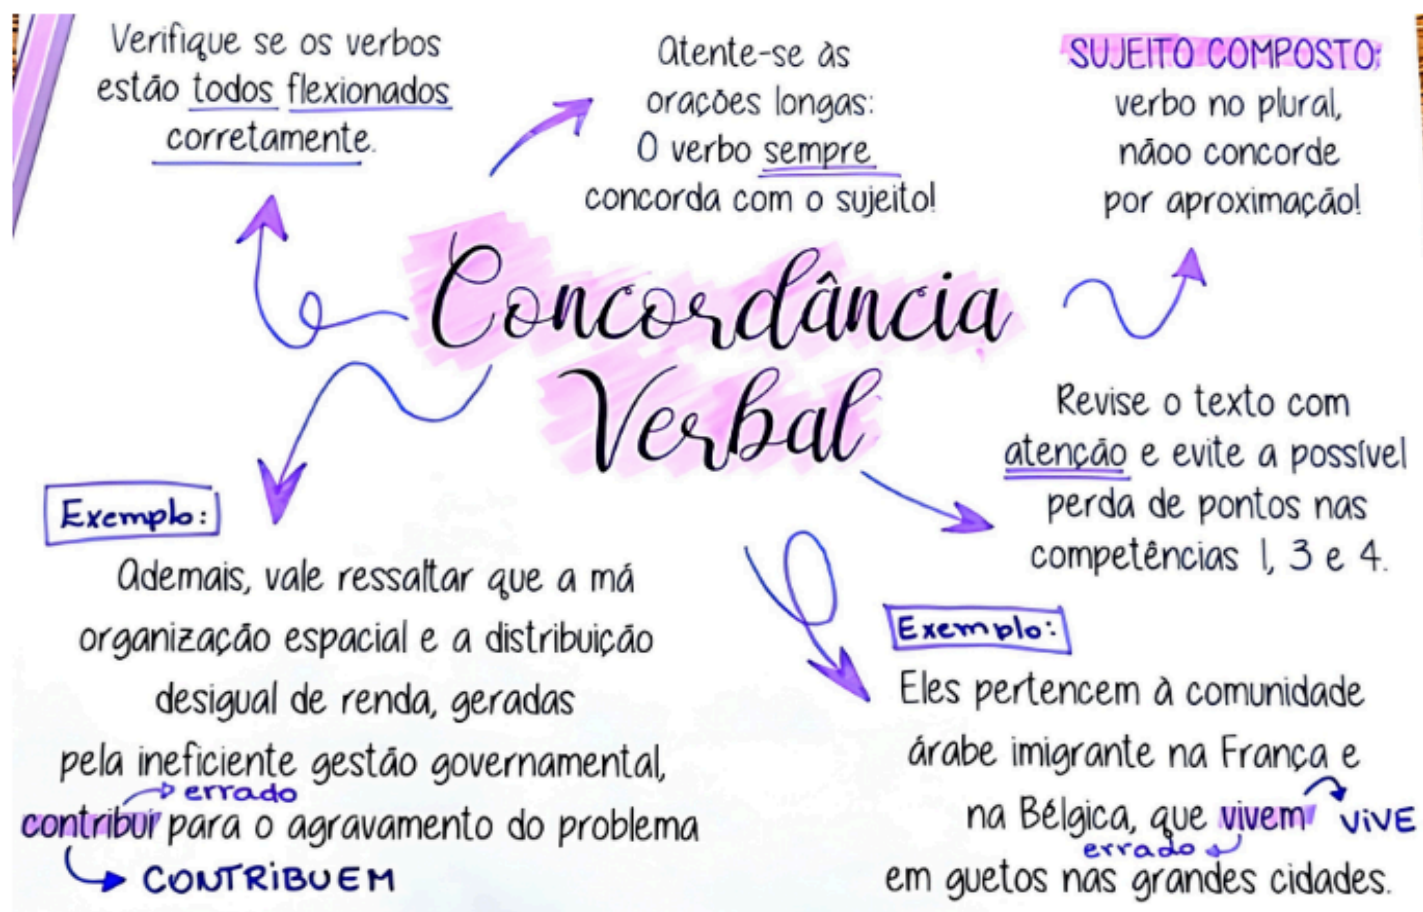 Verifique se os verbos
estão todos flexionados
corretamente.
Atente-se às
orações longas:
O verbo sempre
concorda com o sujeito!
SUJEITO COMPOSTO:
verbo no plural,
nãoo concorde
por aproximação!
Concordância
Verbal
Revise o texto com
atenção e evite a possível
perda de pontos nas
competências 1, 3 e 4.
Exemplo:
Ademais, vale ressaltar que a má
organização espacial e a distribuição
desigual de renda, geradas
pela ineficiente gestão governamental,
errado
contribui para o agravamento do problema
CONTRIBUEM
Exemplo:
Eles pertencem à comunidade
árabe imigrante na França e
na Bélgica, que vivem VIVE
errado
em guetos nas grandes cidades.